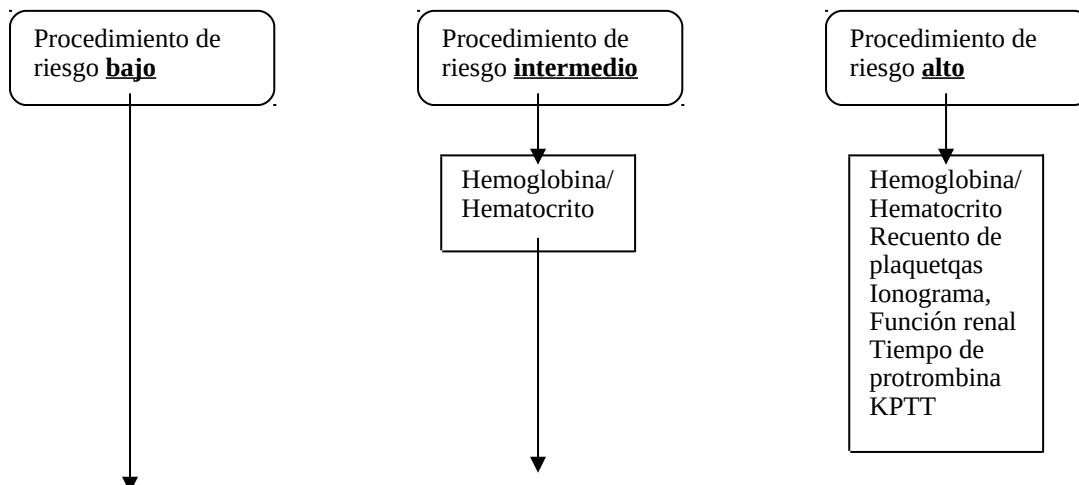 Procedimiento de
riesgo bajo
Procedimiento de
riesgo intermedio
Procedimiento de
riesgo alto
Hemoglobina/
Hematocrito
Hemoglobina/
Hematocrito
Recuento de
plaquetqas
Ionograma,
Función renal
Tiempo de
protrombina
KPTT